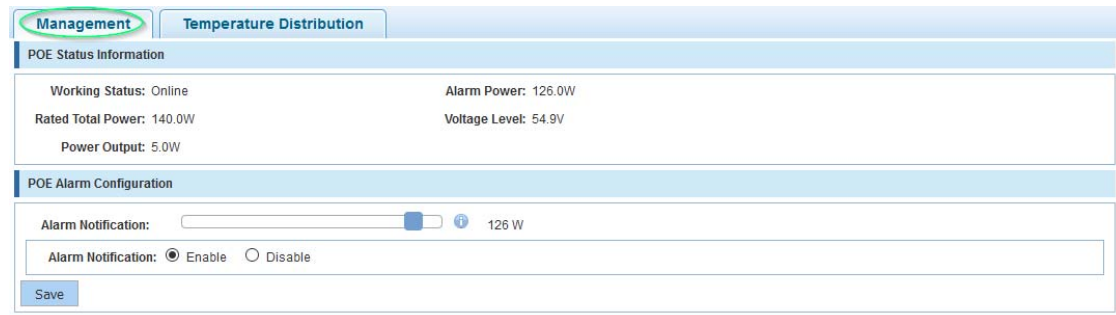 Management Temperature Distribution
POE Status Information
Working Status: Online Alarm Power: 126.0W
Rated Total Power: 140.0W Voltage Level: 54.9V
Power Output: 5.0W
POE Alarm Configuration
Alarm Notification: 126 W
Alarm Notification: Enable Disable
Save